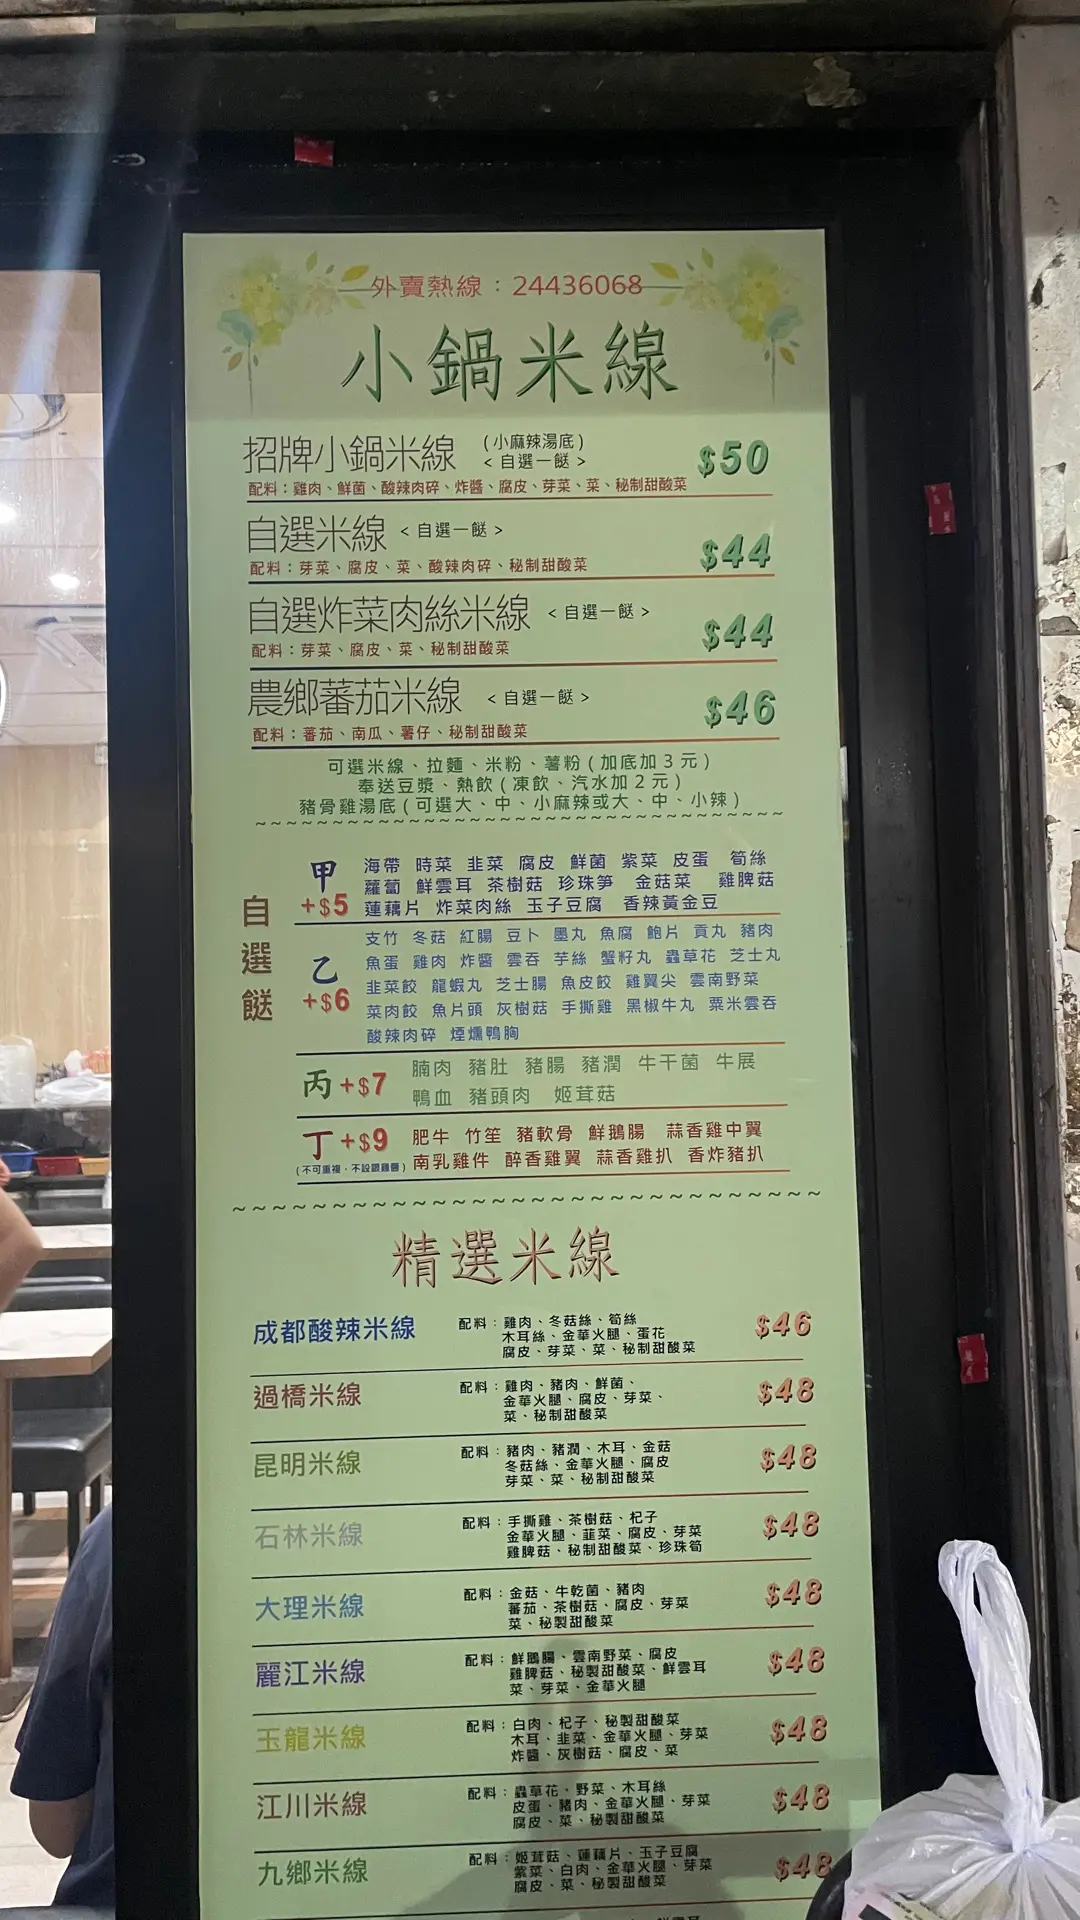 外賣熱線：24436068
小鍋米線
招牌小鍋米線 (小麻辣湯底) <自選一餸> $50
配料：雞肉、鮮菌、酸辣肉碎、炸醬、腐皮、芽菜、菜、秘制甜酸菜
自選米線 <自選一餸> $44
配料：芽菜、腐皮、菜、酸辣肉碎、秘制甜酸菜
自選炸菜肉絲米線 <自選一餸> $44
配料：芽菜、腐皮、菜、秘制甜酸菜
農鄉蕃茄米線 <自選一餸> $46
配料：蕃茄、南瓜、薯仔、秘制甜酸菜
可選米線、拉麵、米粉、薯粉(加底加3元)
奉送豆漿、熱飲(凍飲、汽水加2元)
豬骨雞湯底(可選大、中、小麻辣或大、中、小辣)
自選餸
甲 +$5
海帶 時菜 韭菜 腐皮 鮮菌 紫菜 皮蛋 筍絲
蘿蔔 鮮雲耳 茶樹菇 珍珠笋 金菇菜 雞脾菇
蓮藕片 炸菜肉絲 玉子豆腐 香辣黃金豆
乙 +$6
支竹 冬菇 紅腸 豆卜 墨丸 魚腐 鮑片 貢丸 豬肉
魚蛋 雞肉 炸醬 雲吞 芋絲 蟹籽丸 蟲草花 芝士丸
韭菜餃 龍蝦丸 芝士腸 魚皮餃 雞翼尖 雲南野菜
菜肉餃 魚片頭 灰樹菇 手撕雞 黑椒牛丸 粟米雲吞
酸辣肉碎 煙燻鴨胸
丙 +$7
腩肉 豬肚 豬腸 豬潤 牛干菌 牛展
鴨血 豬頭肉 姬茸菇
丁 +$9
(不可重複，不設跟雞醬)
肥牛 竹笙 豬軟骨 鮮鵝腸 蒜香雞中翼
南乳雞件 醉香雞翼 蒜香雞扒 香炸豬扒
精選米線
成都酸辣米線 配料：雞肉、冬菇絲、筍絲 $46
木耳絲、金華火腿、蛋花
腐皮、芽菜、菜、秘制甜酸菜
過橋米線 配料：雞肉、豬肉、鮮菌、 $48
金華火腿、腐皮、芽菜、
菜、秘制甜酸菜
昆明米線 配料：豬肉、豬潤、木耳、金菇 $48
冬菇絲、金華火腿、腐皮
芽菜、菜、秘制甜酸菜
石林米線 配料：手撕雞、茶樹菇、杞子 $48
金華火腿、韮菜、腐皮、芽菜
雞脾菇、秘制甜酸菜、珍珠筍
大理米線 配料：金菇、牛乾菌、豬肉 $48
蕃茄、茶樹菇、腐皮、芽菜
菜、秘製甜酸菜
麗江米線 配料：鮮鵝腸、雲南野菜、腐皮 $48
雞脾菇、秘製甜酸菜、鮮雲耳
菜、芽菜、金華火腿
玉龍米線 配料：白肉、杞子、秘製甜酸菜 $48
木耳、韭菜、金華火腿、芽菜
炸醬、灰樹菇、腐皮、菜
江川米線 配料：蟲草花，野菜、木耳絲 $48
皮蛋、豬肉、金華火腿、芽菜
腐皮、菜、秘製甜酸菜
九鄉米線 配料：姬茸菇、蓮藕片、玉子豆腐 $48
紫菜、白肉、金華火腿、芽菜
腐皮、菜、秘製甜酸菜